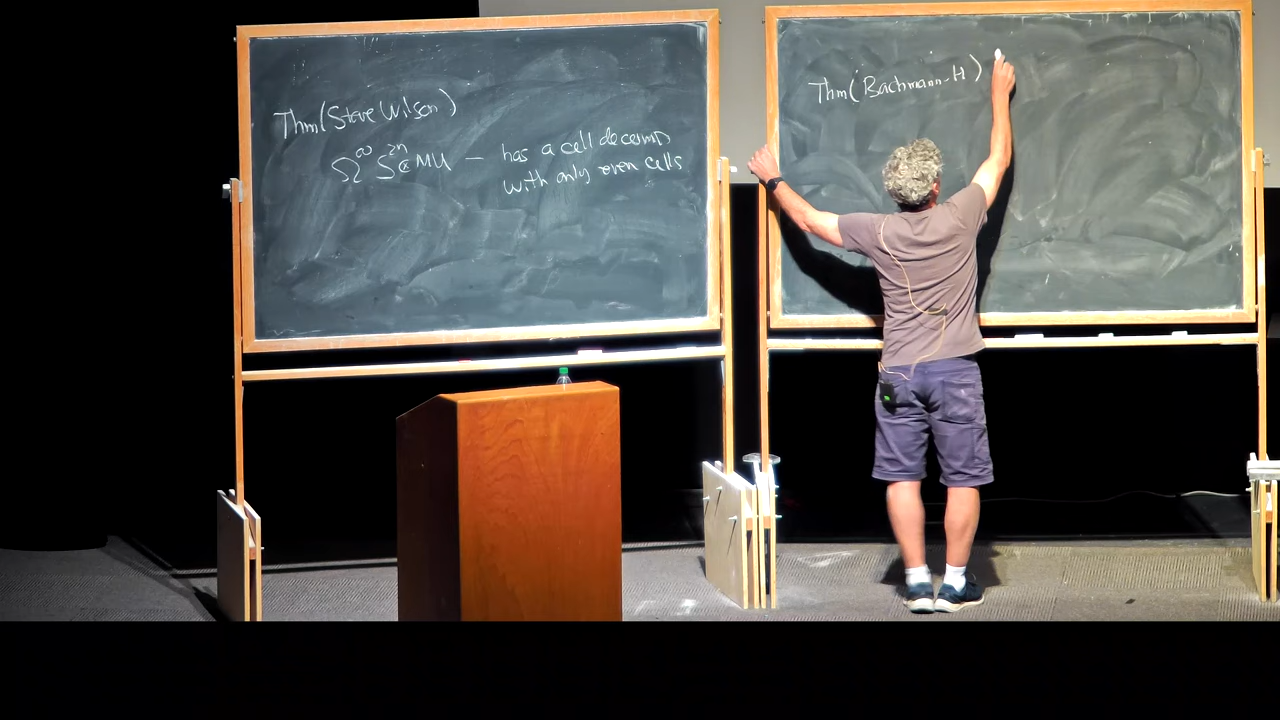 Thm (Steve Wilson)
Ω^∞ S^2n ⊗ MU — has a cell decomp
with only even cells
Thm (Bachmann-H)